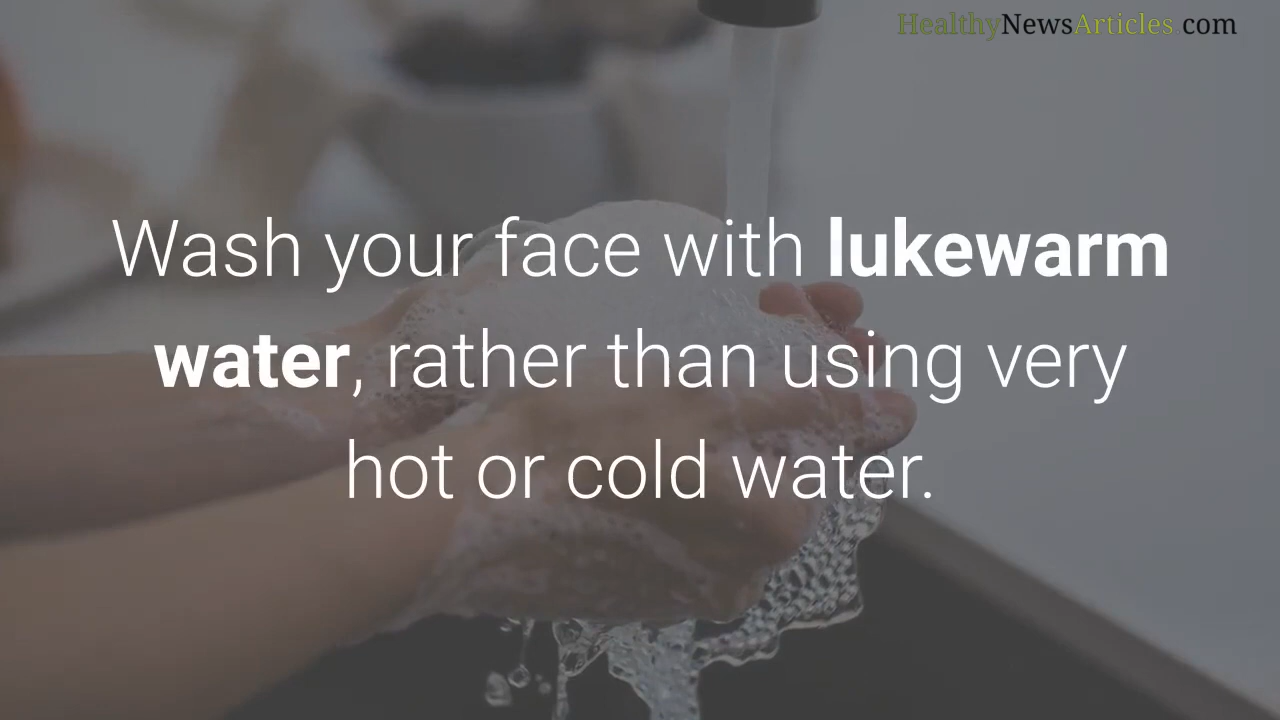 HealthyNewsArticles.com
Wash your face with lukewarm
water, rather than using very
hot or cold water.